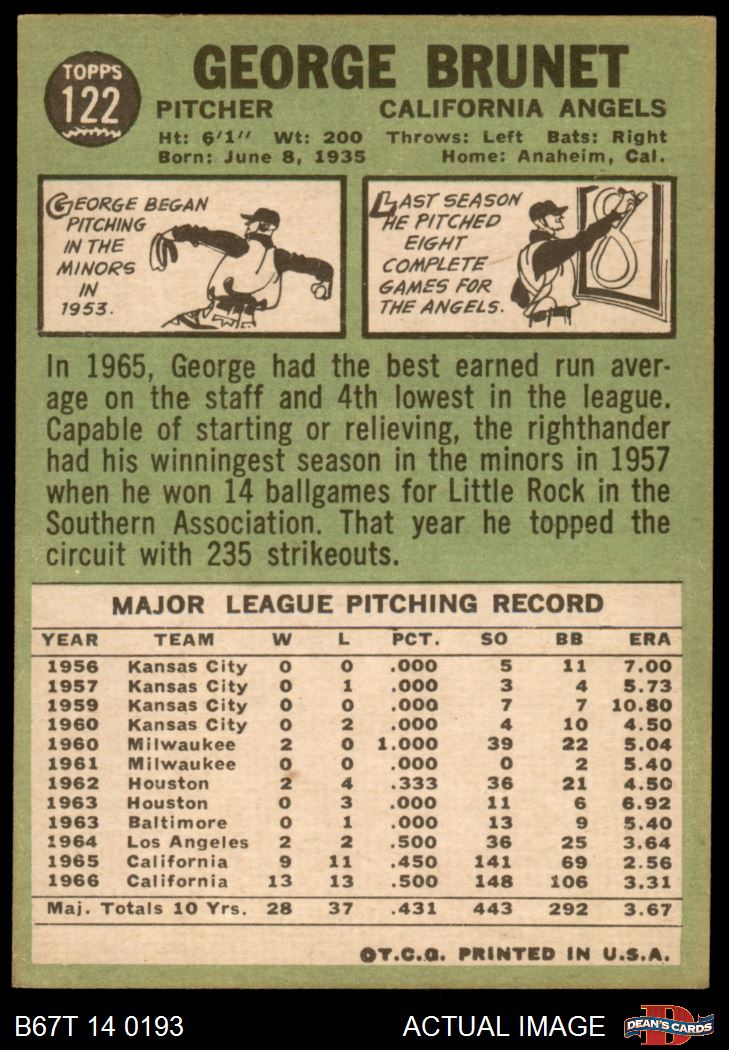 TOPPS
122
GEORGE BRUNET
PITCHER CALIFORNIA ANGELS
Ht: 6'1" Wt: 200 Throws: Left Bats: Right
Born: June 8, 1935 Home: Anaheim, Cal.
GEORGE BEGAN
PITCHING
IN THE
MINORS
IN
1953.
LAST SEASON
HE PITCHED
EIGHT
COMPLETE
GAMES FOR
THE ANGELS.
In 1965, George had the best earned run aver-
age on the staff and 4th lowest in the league.
Capable of starting or relieving, the righthander
had his winningest season in the minors in 1957
when he won 14 ballgames for Little Rock in the
Southern Association. That year he topped the
circuit with 235 strikeouts.
MAJOR LEAGUE PITCHING RECORD
YEAR TEAM W L PCT. SO BB ERA
1956 Kansas City 0 0 .000 5 11 7.00
1957 Kansas City 0 1 .000 3 4 5.73
1959 Kansas City 0 0 .000 7 7 10.80
1960 Kansas City 0 2 .000 4 10 4.50
1960 Milwaukee 2 0 1.000 39 22 5.04
1961 Milwaukee 0 0 .000 0 2 5.40
1962 Houston 2 4 .333 36 21 4.50
1963 Houston 0 3 .000 11 6 6.92
1963 Baltimore 0 1 .000 13 9 5.40
1964 Los Angeles 2 2 .500 36 25 3.64
1965 California 9 11 .450 141 69 2.56
1966 California 13 13 .500 148 106 3.31
Maj. Totals 10 Yrs. 28 37 .431 443 292 3.67
©T.C.G. PRINTED IN U.S.A.
B67T 14 0193 ACTUAL IMAGE
DEAN'S CARDS